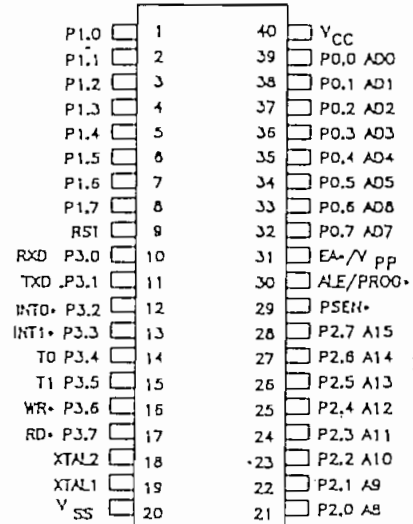 P1.0 1 40 VCC
P1.1 2 39 P0.0 AD0
P1.2 3 38 P0.1 AD1
P1.3 4 37 P0.2 AD2
P1.4 5 36 P0.3 AD3
P1.5 6 35 P0.4 AD4
P1.6 7 34 P0.5 AD5
P1.7 8 33 P0.6 AD6
RST 9 32 P0.7 AD7
RXD P3.0 10 31 EA*/VPP
TXD P3.1 11 30 ALE/PROG*
INT0* P3.2 12 29 PSEN*
INT1* P3.3 13 28 P2.7 A15
T0 P3.4 14 27 P2.6 A14
T1 P3.5 15 26 P2.5 A13
WR* P3.6 16 25 P2.4 A12
RD* P3.7 17 24 P2.3 A11
XTAL2 18 23 P2.2 A10
XTAL1 19 22 P2.1 A9
VSS 20 21 P2.0 A8